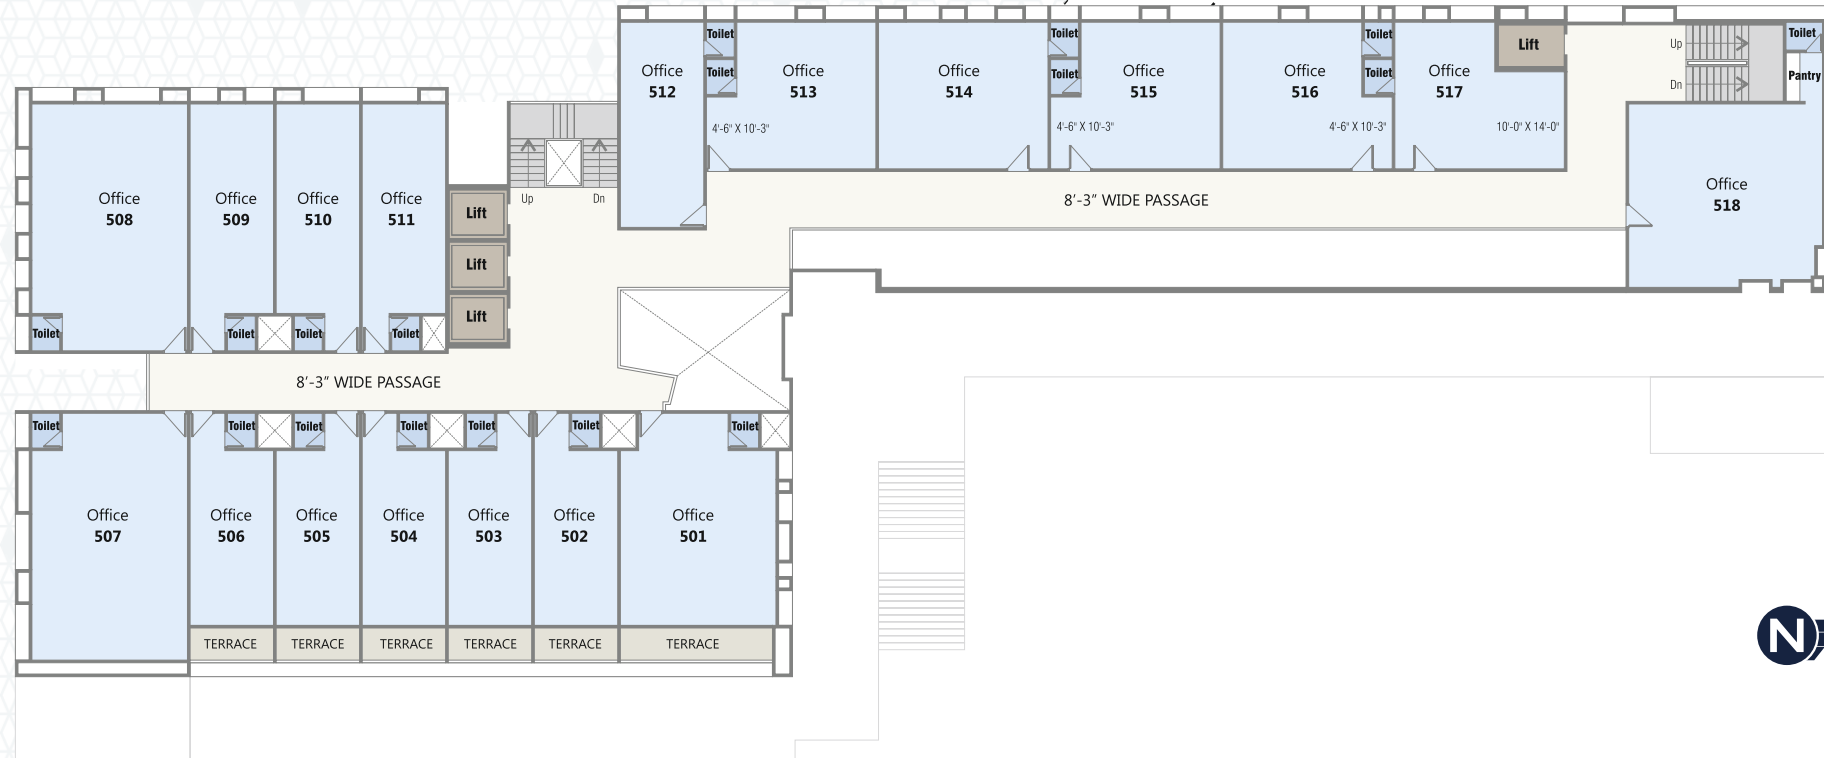 Office
512
Toilet
Toilet
Office
513
4'-6" X 10'-3"
Office
514
Toilet
Toilet
Office
515
4'-6" X 10'-3"
Office
516
4'-6" X 10'-3"
Toilet
Toilet
Office
517
10'-0" X 14'-0"
Lift
Up
Dn
Toilet
Pantry
Office
518
8'-3" WIDE PASSAGE
Office
508
Toilet
Office
509
Toilet
Office
510
Toilet
Office
511
Toilet
Lift
Lift
Lift
Up
Dn
8'-3" WIDE PASSAGE
Toilet
Office
507
Toilet
Office
506
TERRACE
Toilet
Office
505
TERRACE
Toilet
Office
504
TERRACE
Toilet
Office
503
TERRACE
Toilet
Office
502
TERRACE
Toilet
Office
501
TERRACE
N